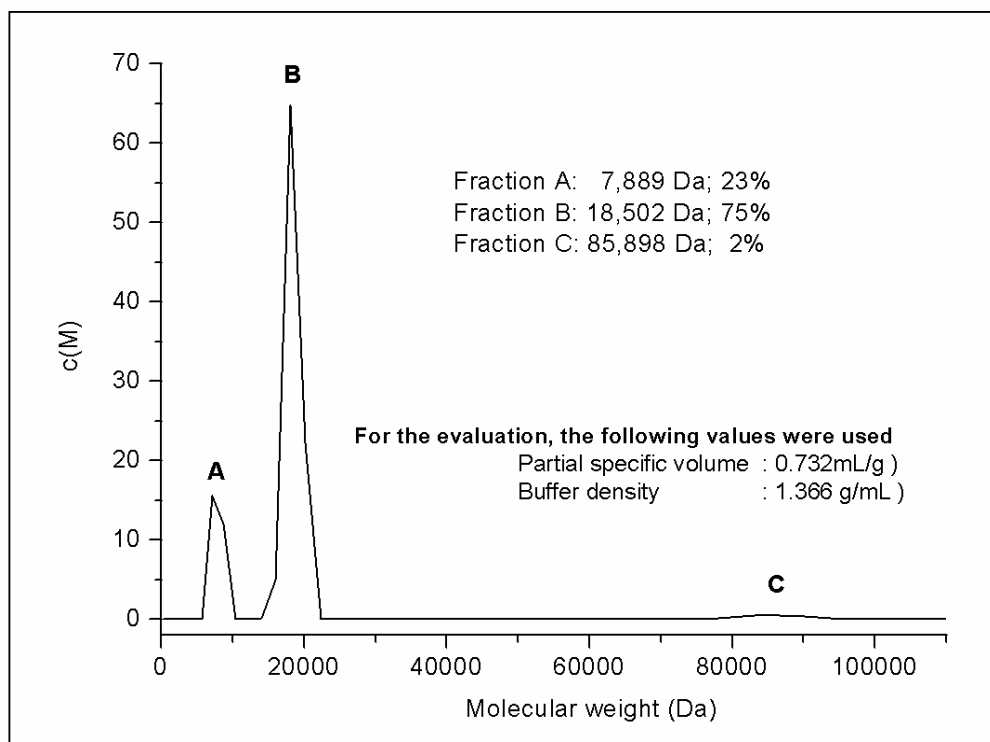 70
60
50
40
30
20
10
0
c(M)
A
B
C
Fraction A: 7,889 Da; 23%
Fraction B: 18,502 Da; 75%
Fraction C: 85,898 Da; 2%
For the evaluation, the following values were used
Partial specific volume : 0.732mL/g )
Buffer density : 1.366 g/mL )
0 20000 40000 60000 80000 100000
Molecular weight (Da)